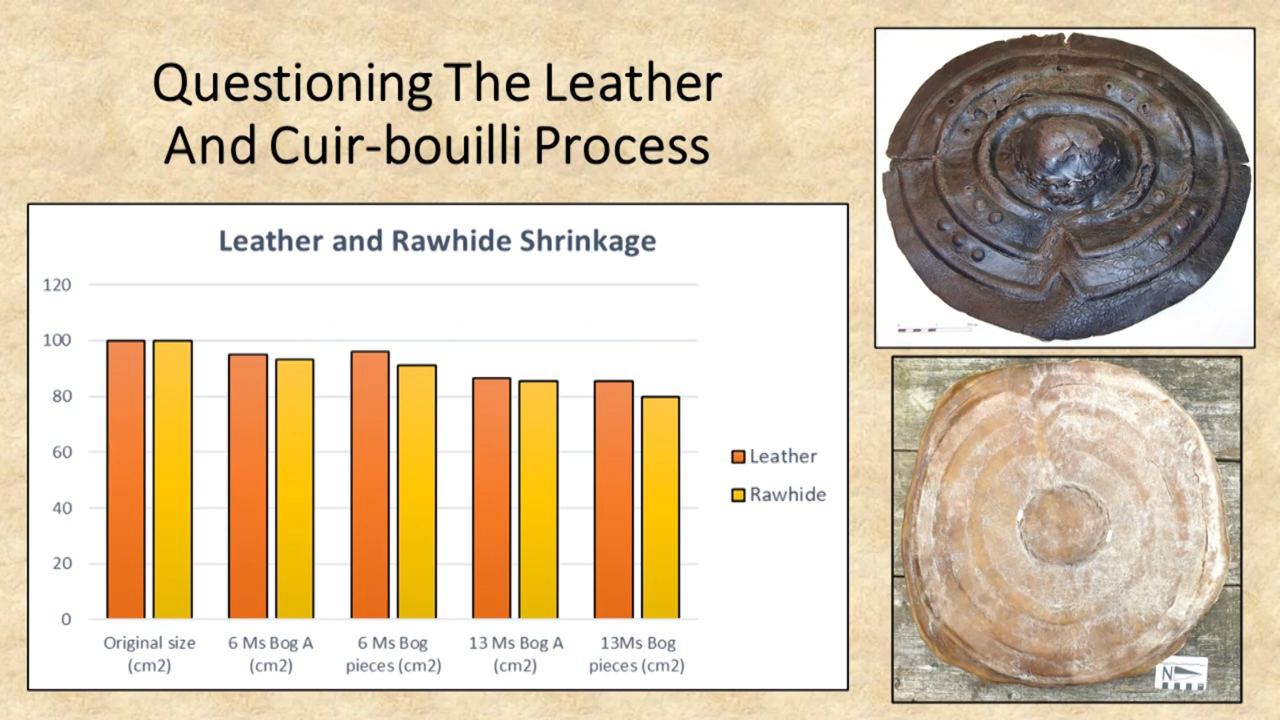 Questioning The Leather
And Cuir-bouilli Process
Leather and Rawhide Shrinkage
120
100
80
60
40
20
0
Original size
(cm2)
6 Ms Bog A
(cm2)
6 Ms Bog
pieces (cm2)
13 Ms Bog A
(cm2)
13Ms Bog
pieces (cm2)
Leather
Rawhide
N